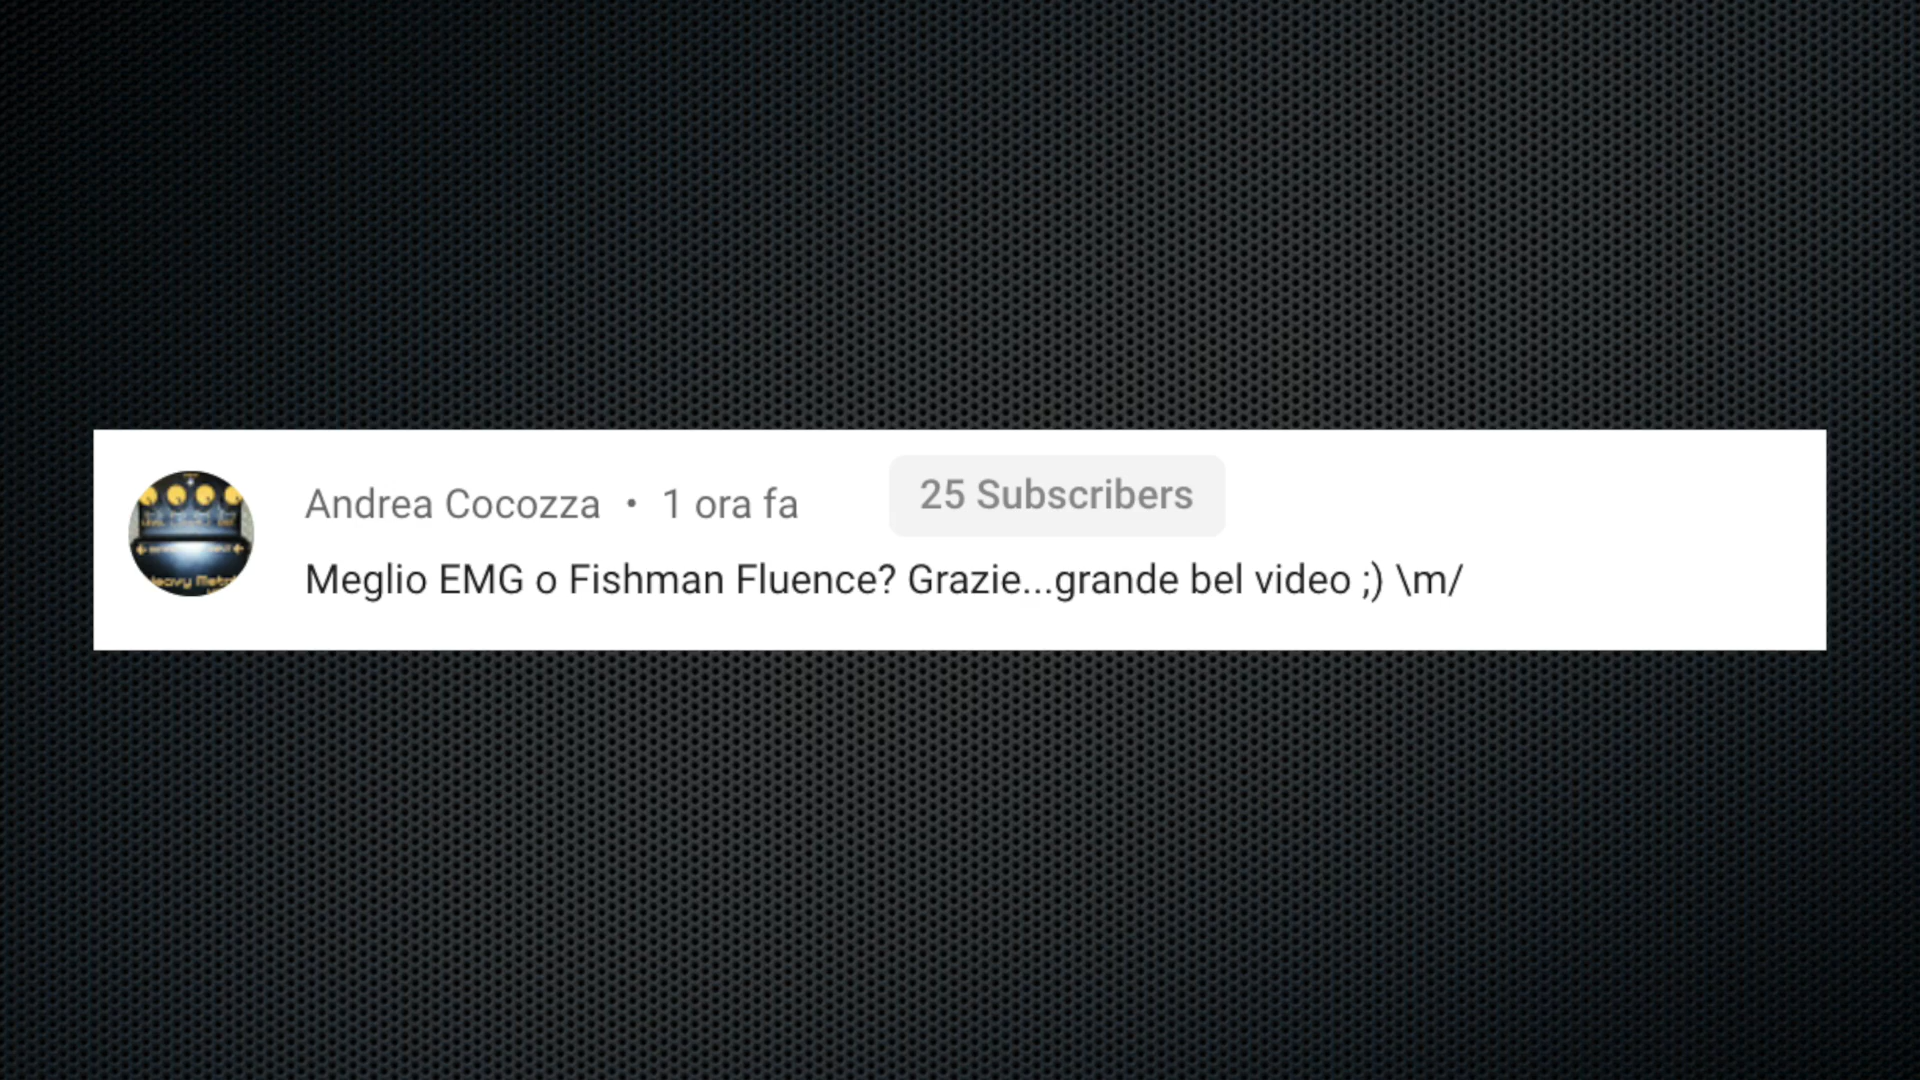 Andrea Cocozza • 1 ora fa 25 Subscribers
Meglio EMG o Fishman Fluence? Grazie...grande bel video ;) \m/